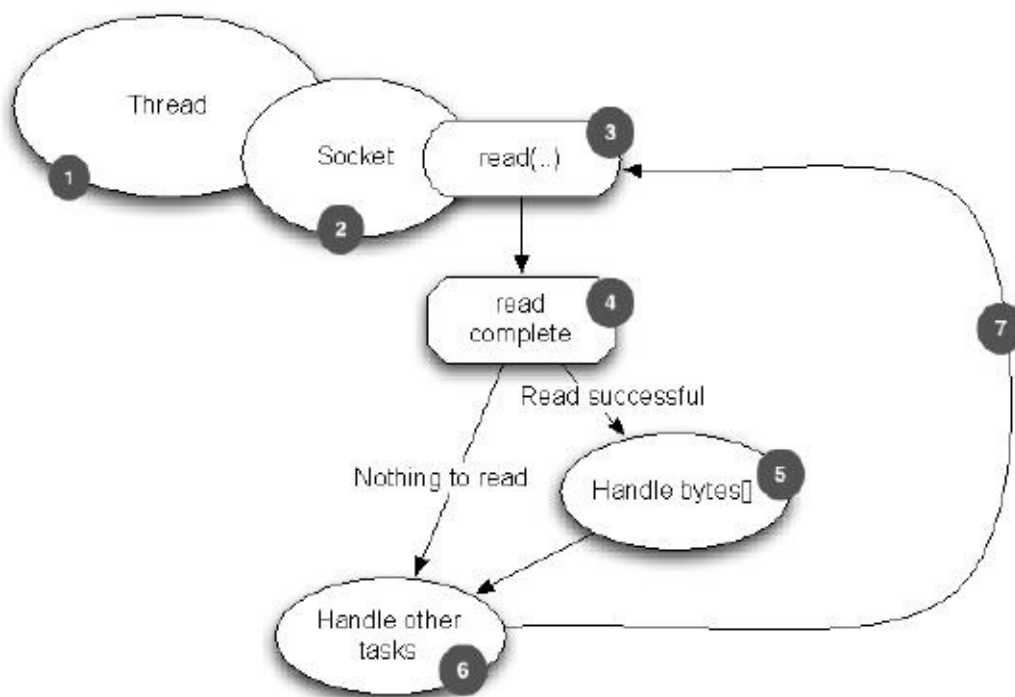 Thread
1
Socket
2
read(..)
3
read
complete
4
Read successful
Nothing to read
Handle bytes[]
5
Handle other
tasks
6
7